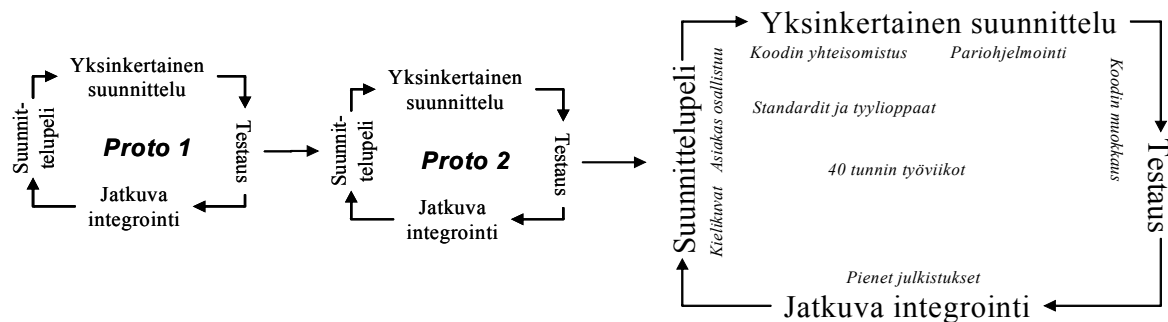 Yksinkertainen
suunnittelu
Suunnit-
telupeli
Proto 1
Testaus
Jatkuva
integrointi
Yksinkertainen
suunnittelu
Suunnit-
telupeli
Proto 2
Testaus
Jatkuva
integrointi
Yksinkertainen suunnittelu
Koodin yhteisomistus
Pariohjelmointi
Suunnittelupeli
Kielikuvat
Asiakas osallistuu
Standardit ja tyylioppaat
40 tunnin työviikot
Koodin muokkaus
Testaus
Pienet julkistukset
Jatkuva integrointi